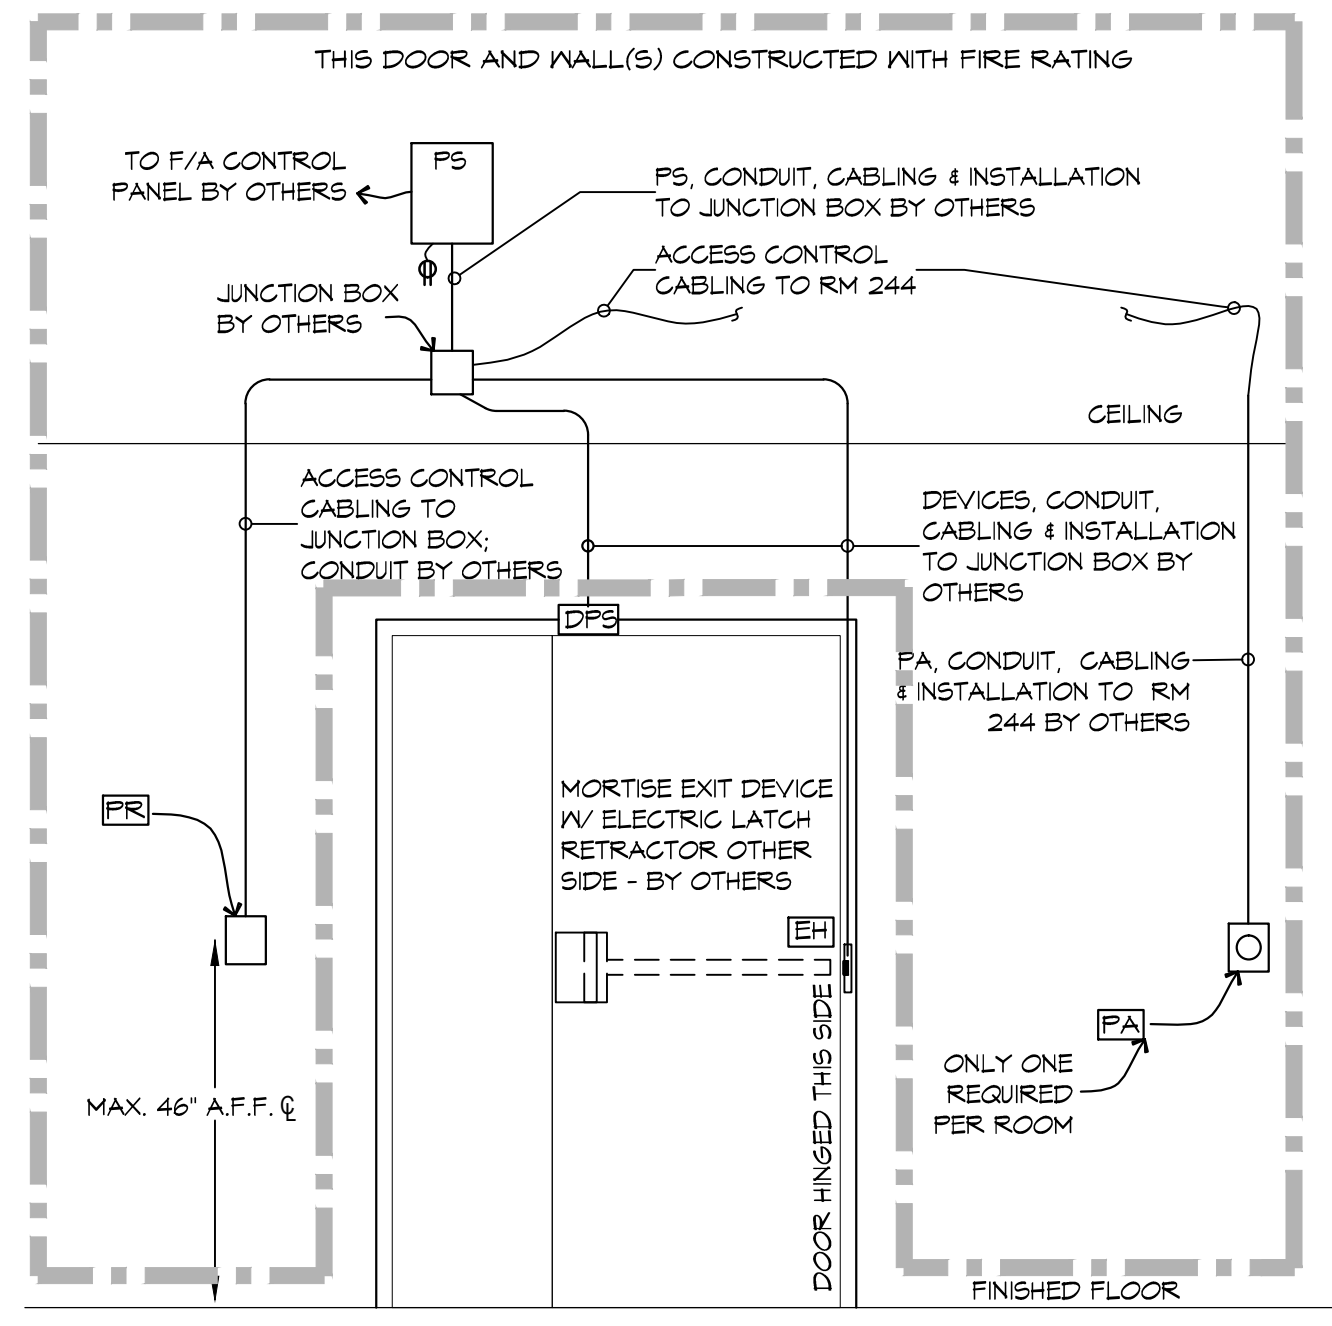 THIS DOOR AND WALL(S) CONSTRUCTED WITH FIRE RATING
TO F/A CONTROL
PANEL BY OTHERS
PS
PS, CONDUIT, CABLING & INSTALLATION
TO JUNCTION BOX BY OTHERS
ACCESS CONTROL
CABLING TO RM 244
JUNCTION BOX
BY OTHERS
CEILING
ACCESS CONTROL
CABLING TO
JUNCTION BOX;
CONDUIT BY OTHERS
DEVICES, CONDUIT,
CABLING & INSTALLATION
TO JUNCTION BOX BY
OTHERS
DPS
PA, CONDUIT, CABLING
& INSTALLATION TO RM
244 BY OTHERS
MORTISE EXIT DEVICE
W/ ELECTRIC LATCH
RETRACTOR OTHER
SIDE - BY OTHERS
PR
EH
DOOR HINGED THIS SIDE
PA
ONLY ONE
REQUIRED
PER ROOM
MAX. 46" A.F.F. ℄
FINISHED FLOOR